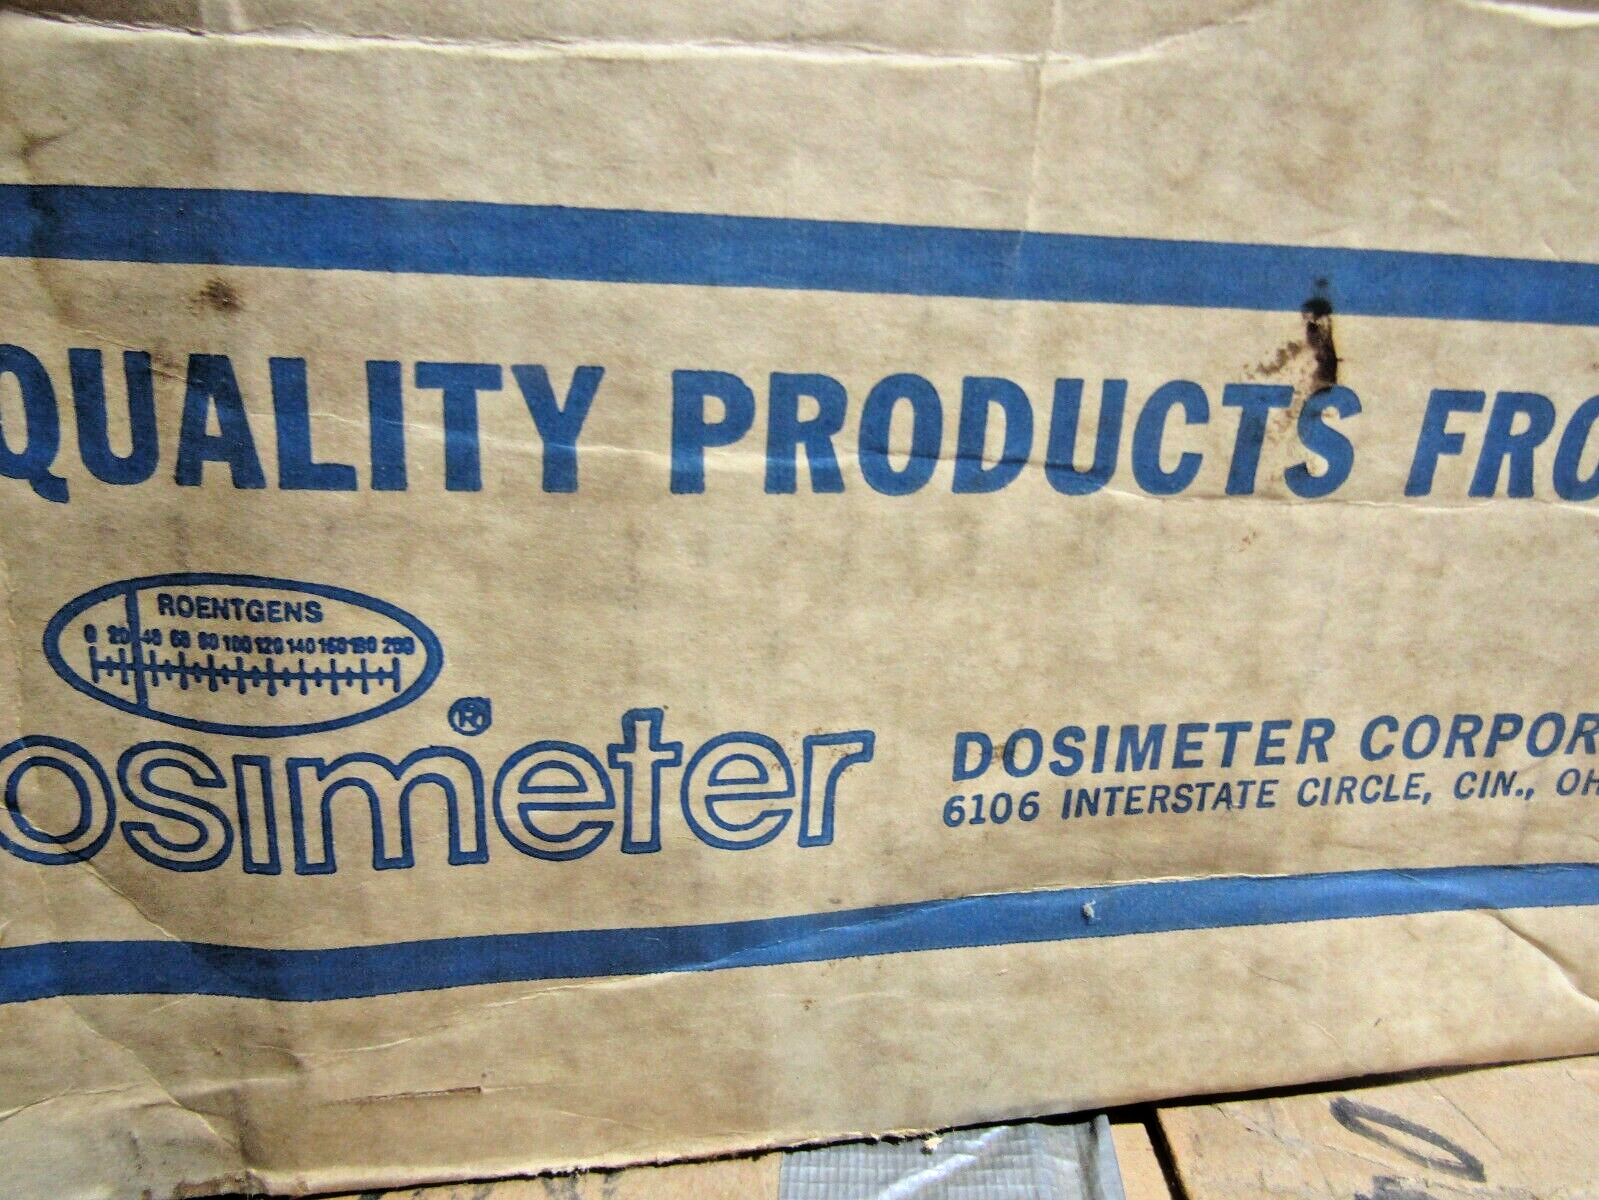 QUALITY PRODUCTS FRO
ROENTGENS
0 20 40 60 80 100 120 140 160 180 200
osimeter®
DOSIMETER CORPOR
6106 INTERSTATE CIRCLE, CIN., OH